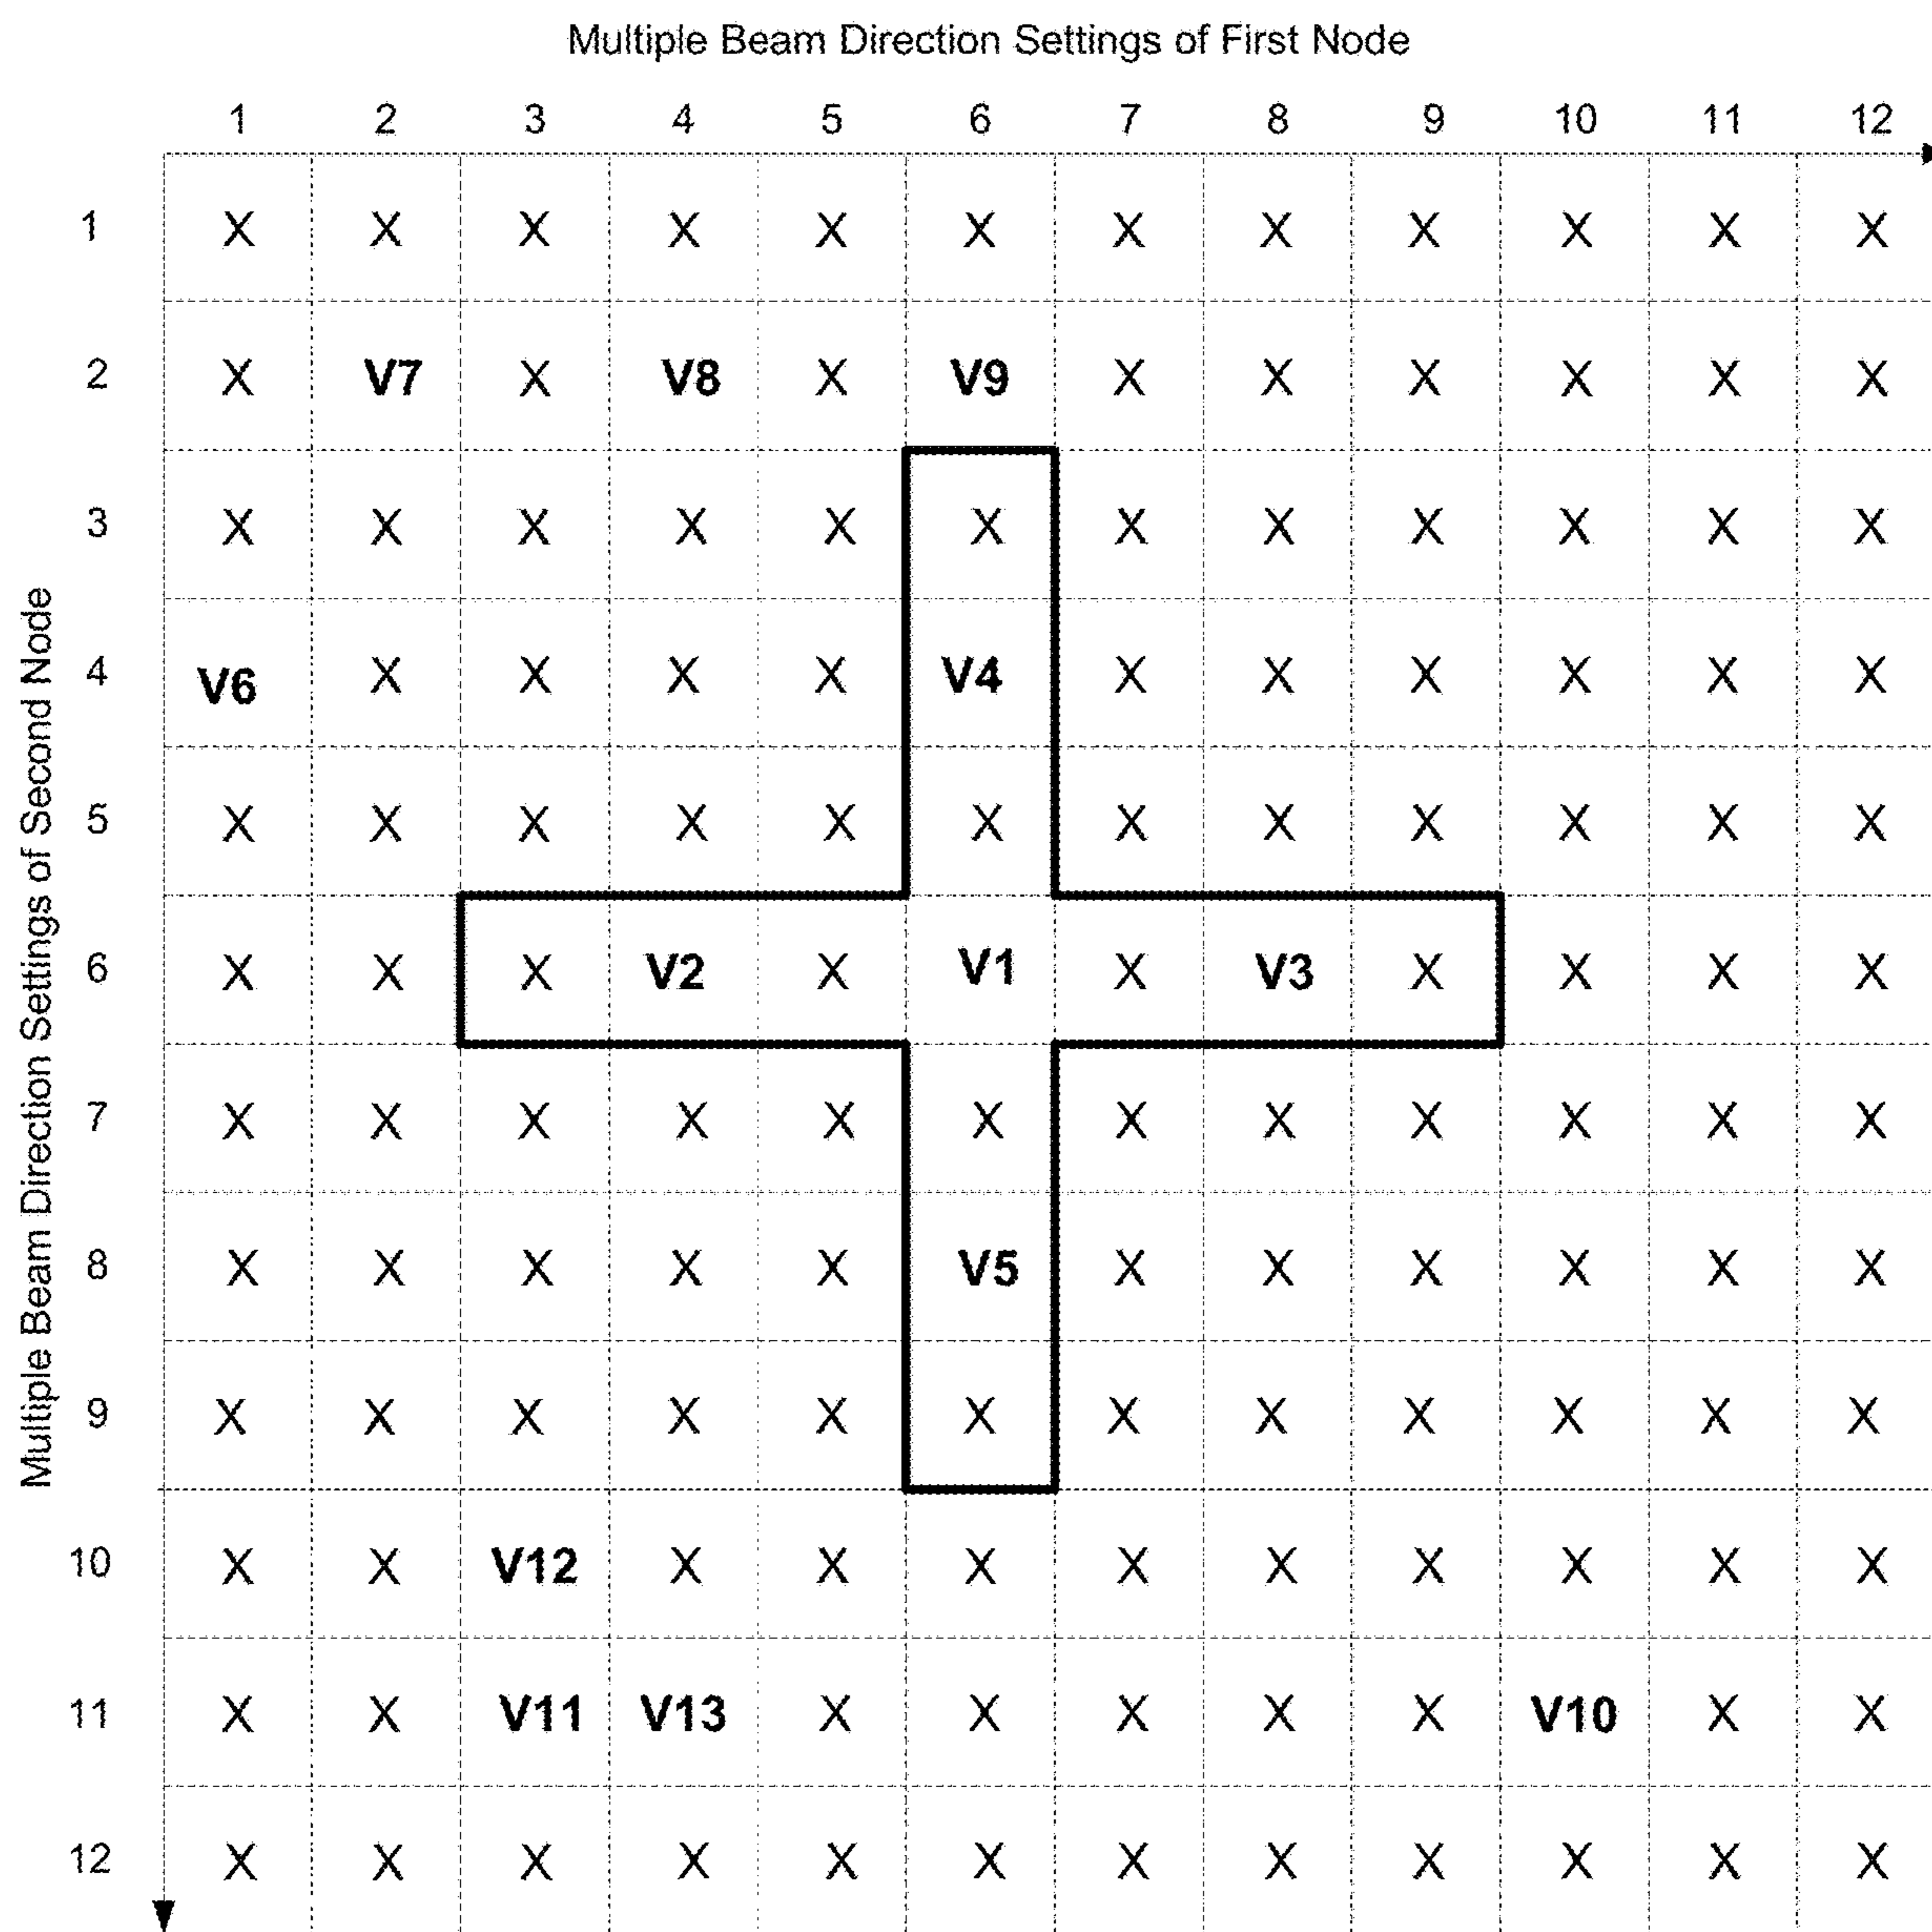 Multiple Beam Direction Settings of First Node
1 2 3 4 5 6 7 8 9 10 11 12
Multiple Beam Direction Settings of Second Node
1 X X X X X X X X X X X X
2 X V7 X V8 X V9 X X X X X X
3 X X X X X X X X X X X X
4 V6 X X X X V4 X X X X X X
5 X X X X X X X X X X X X
6 X X X V2 X V1 X V3 X X X X
7 X X X X X X X X X X X X
8 X X X X X V5 X X X X X X
9 X X X X X X X X X X X X
10 X X V12 X X X X X X X X X
11 X X V11 V13 X X X X X V10 X X
12 X X X X X X X X X X X X